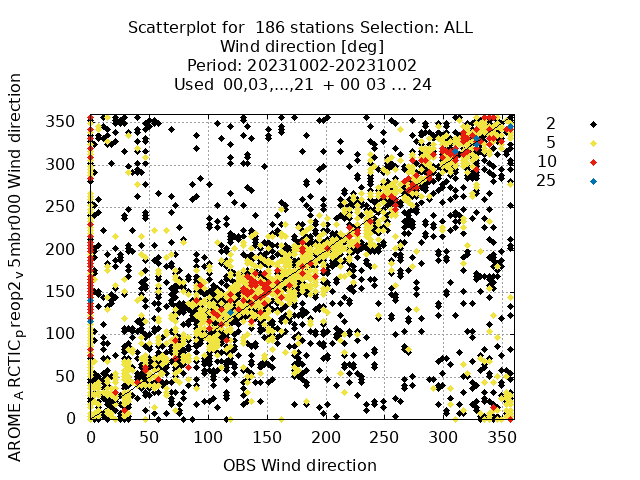 Scatterplot for  186 stations Selection: ALL
Wind direction [deg]
Period: 20231002-20231002
Used  00,03,...,21  + 00 03 ... 24
AROME_ARCTIC_preop2_v5mbr000 Wind direction
2
5
10
25
350
300
250
200
150
100
50
0
0 50 100 150 200 250 300 350
OBS Wind direction